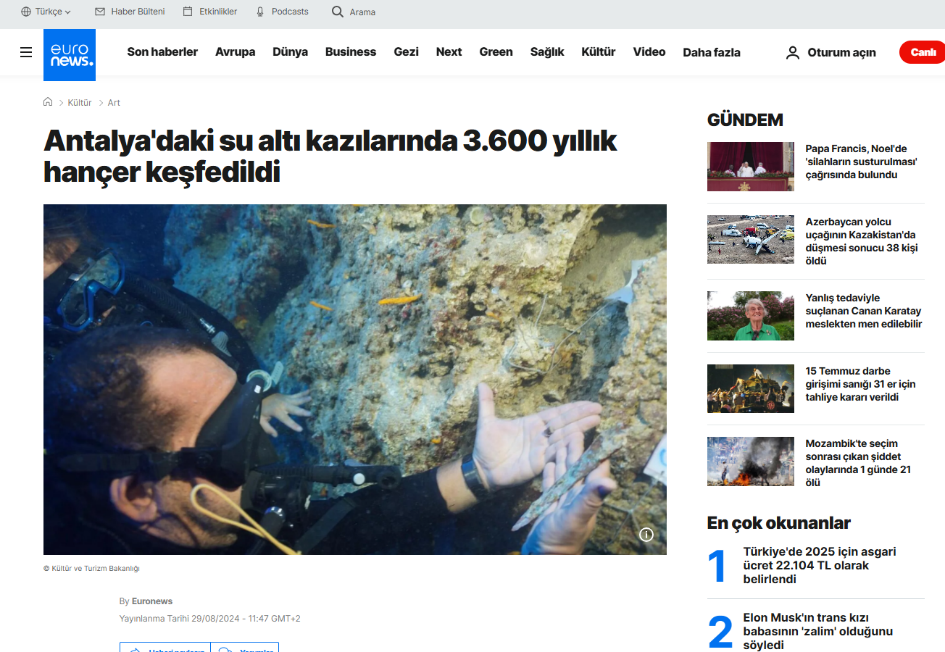 Türkçe
Haber Bülteni
Etkinlikler
Podcasts
Arama
euro
news.
Son haberler
Avrupa
Dünya
Business
Gezi
Next
Green
Sağlık
Kültür
Video
Daha fazla
Oturum açın
Canlı
Kültür
Art
Antalya'daki su altı kazılarında 3.600 yıllık
hançer keşfedildi
© Kültür ve Turizm Bakanlığı
By Euronews
Yayınlanma Tarihi 29/08/2024 - 11:47 GMT+2
GÜNDEM
Papa Francis, Noel'de
'silahların susturulması'
çağrısında bulundu
Azerbaycan yolcu
uçağının Kazakistan'da
düşmesi sonucu 38 kişi
öldü
Yanlış tedaviyle
suçlanan Canan Karatay
meslekten men edilebilir
15 Temmuz darbe
girişimi sanığı 31 er için
tahliye kararı verildi
Mozambik'te seçim
sonrası çıkan şiddet
olaylarında 1 günde 21
ölü
En çok okunanlar
1
Türkiye'de 2025 için asgari
ücret 22.104 TL olarak
belirlendi
2
Elon Musk'ın trans kızı
babasının 'zalim' olduğunu
söyledi